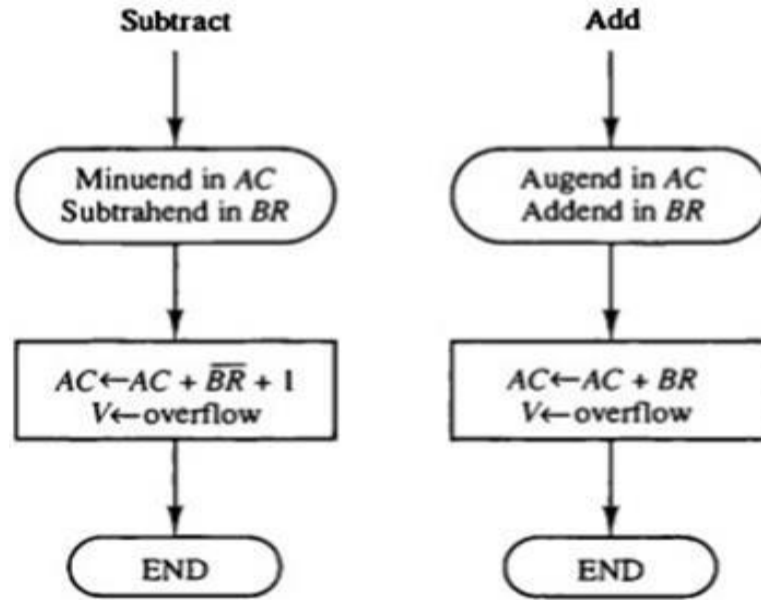 Subtract
Minuend in AC
Subtrahend in BR
AC←AC + B̅R̅ + 1
V←overflow
END
Add
Augend in AC
Addend in BR
AC←AC + BR
V←overflow
END